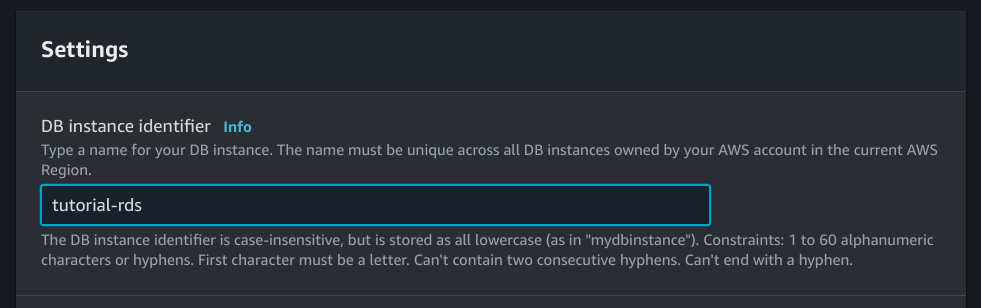 Settings
DB instance identifier Info
Type a name for your DB instance. The name must be unique across all DB instances owned by your AWS account in the current AWS
Region.
tutorial-rds
The DB instance identifier is case-insensitive, but is stored as all lowercase (as in "mydbinstance"). Constraints: 1 to 60 alphanumeric
characters or hyphens. First character must be a letter. Can't contain two consecutive hyphens. Can't end with a hyphen.